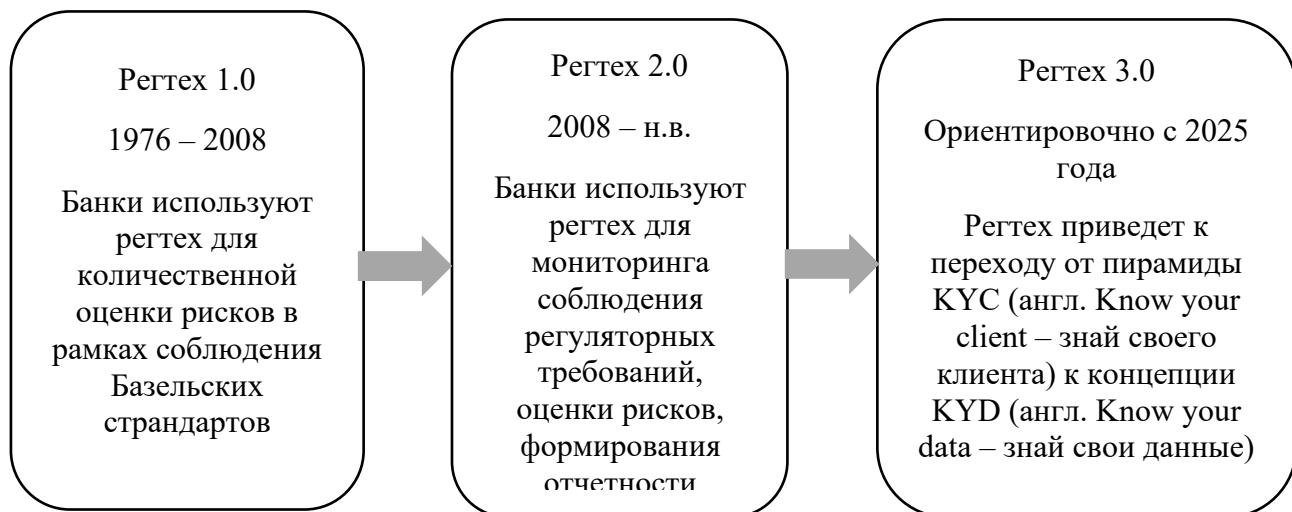 Регтех 1.0
1976 – 2008
Банки используют
регтех для
количественной
оценки рисков в
рамках соблюдения
Базельских
страндартов
Регтех 2.0
2008 – н.в.
Банки используют
регтех для
мониторинга
соблюдения
регуляторных
требований,
оценки рисков,
формирования
отчетности
Регтех 3.0
Ориентировочно с 2025
года
Регтех приведет к
переходу от пирамиды
KYC (англ. Know your
client – знай своего
клиента) к концепции
KYD (англ. Know your
data – знай свои данные)